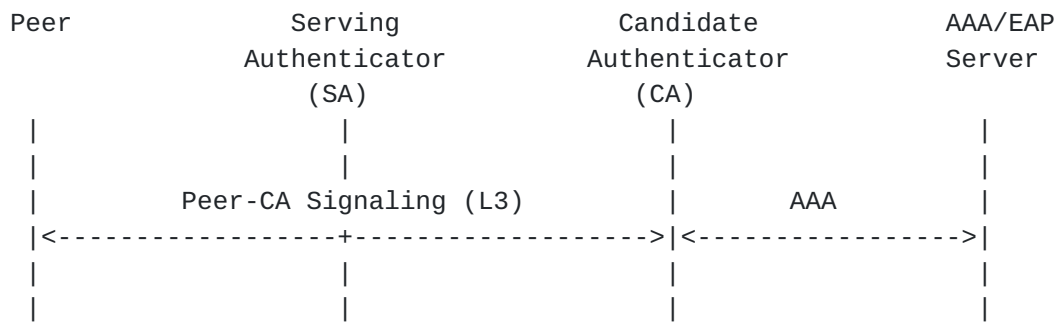 Peer Serving Candidate AAA/EAP
Authenticator Authenticator Server
(SA) (CA)
Peer-CA Signaling (L3) AAA